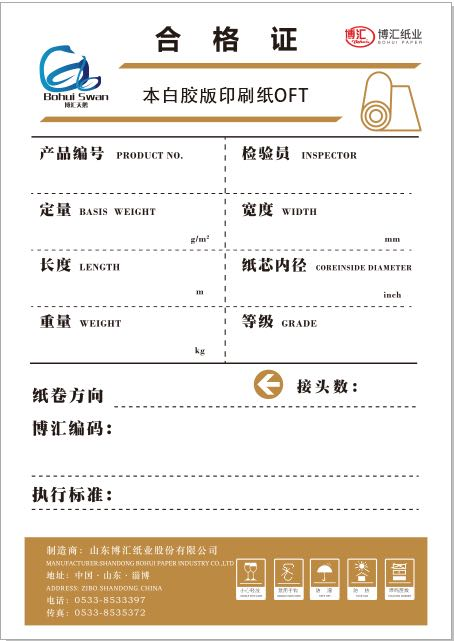 合格证
博汇 博汇纸业
BOHUI PAPER
Bohui Swan
博汇天鹅
本白胶版印刷纸OFT
产品编号 PRODUCT NO.
检验员 INSPECTOR
定量 BASIS WEIGHT
g/m²
宽度 WIDTH
mm
长度 LENGTH
m
纸芯内径 COREINSIDE DIAMETER
inch
重量 WEIGHT
kg
等级 GRADE
纸卷方向
接头数：
博汇编码：
执行标准：
制造商：山东博汇纸业股份有限公司
MANUFACTURER:SHANDONG BOHUI PAPER INDUSTRY CO.,LTD
地址：中国·山东·淄博
ADDRESS: ZIBO SHANDONG CHINA
电话：0533-8533397
传真：0533-8535372
小心轻放
禁用手钩
防潮
防晒